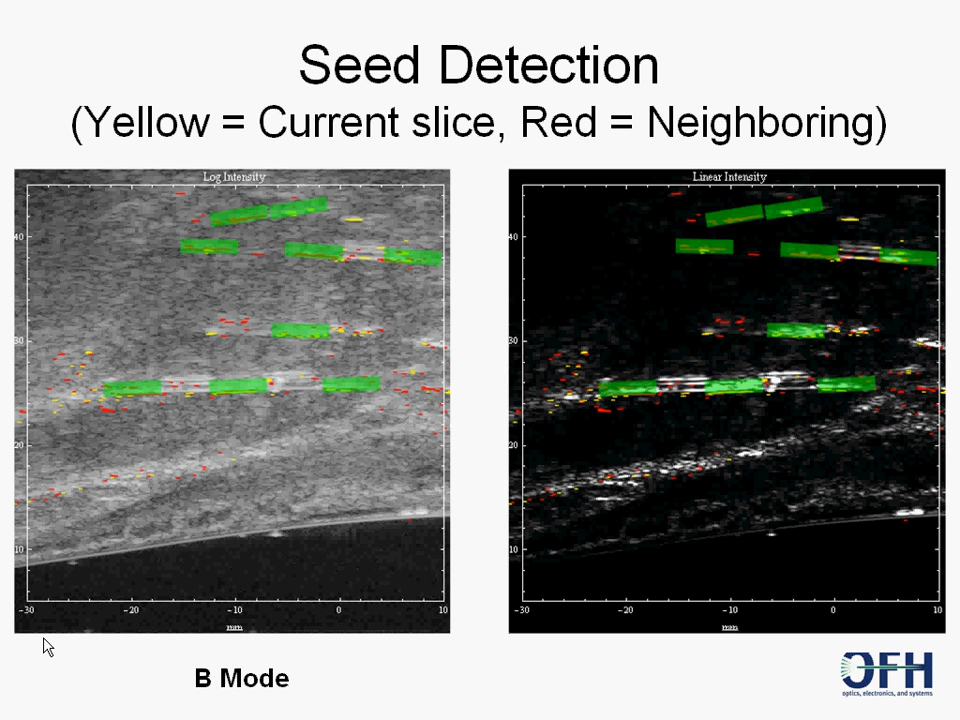 Seed Detection
(Yellow = Current slice, Red = Neighboring)
Log Intensity
40
30
20
10
-30 -20 -10 0 10
mm
Linear Intensity
40
30
20
10
-30 -20 -10 0 10
mm
B Mode
OFH
optics, electronics, and systems